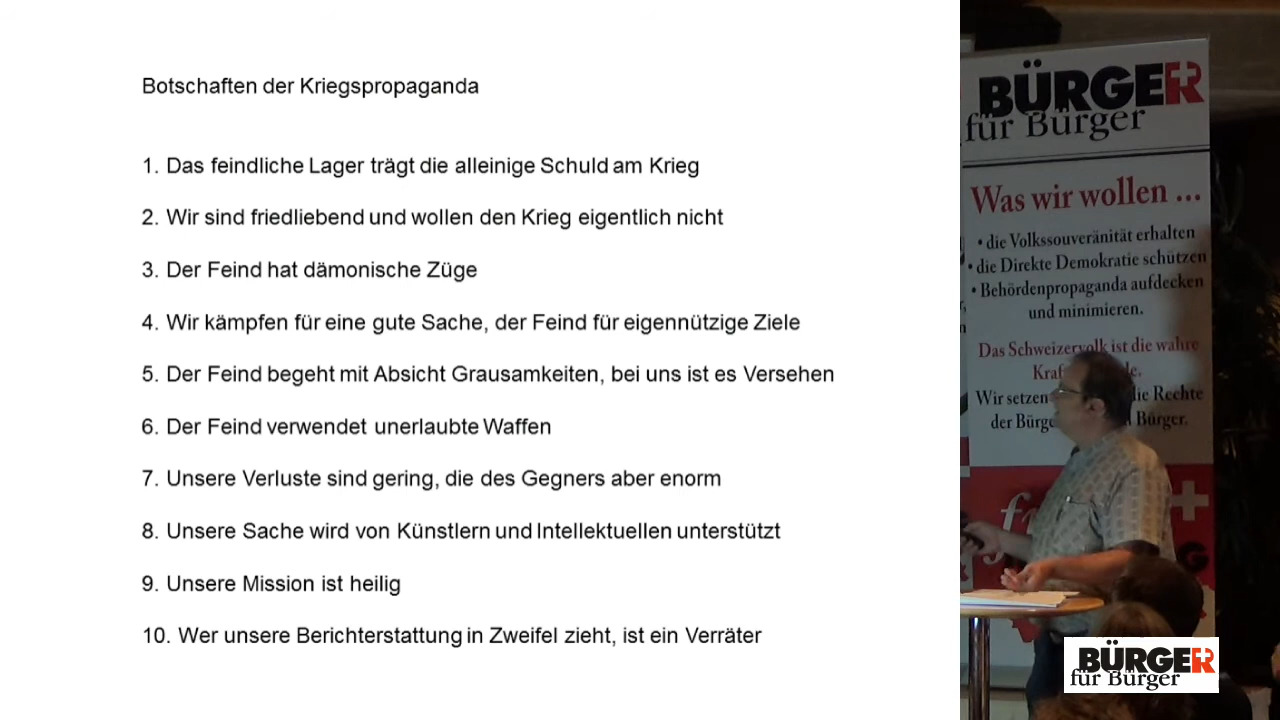 Botschaften der Kriegspropaganda
1. Das feindliche Lager trägt die alleinige Schuld am Krieg
2. Wir sind friedliebend und wollen den Krieg eigentlich nicht
3. Der Feind hat dämonische Züge
4. Wir kämpfen für eine gute Sache, der Feind für eigennützige Ziele
5. Der Feind begeht mit Absicht Grausamkeiten, bei uns ist es Versehen
6. Der Feind verwendet unerlaubte Waffen
7. Unsere Verluste sind gering, die des Gegners aber enorm
8. Unsere Sache wird von Künstlern und Intellektuellen unterstützt
9. Unsere Mission ist heilig
10. Wer unsere Berichterstattung in Zweifel zieht, ist ein Verräter
BÜRGER
für Bürger
Was wir wollen ...
• die Volkssouveränität erhalten
• die Direkte Demokratie schützen
• Behördenpropaganda aufdecken
und minimieren.
Das Schweizervolk ist die wahre
Wir setzen die Rechte
der Bürger.
BÜRGER
für Bürger